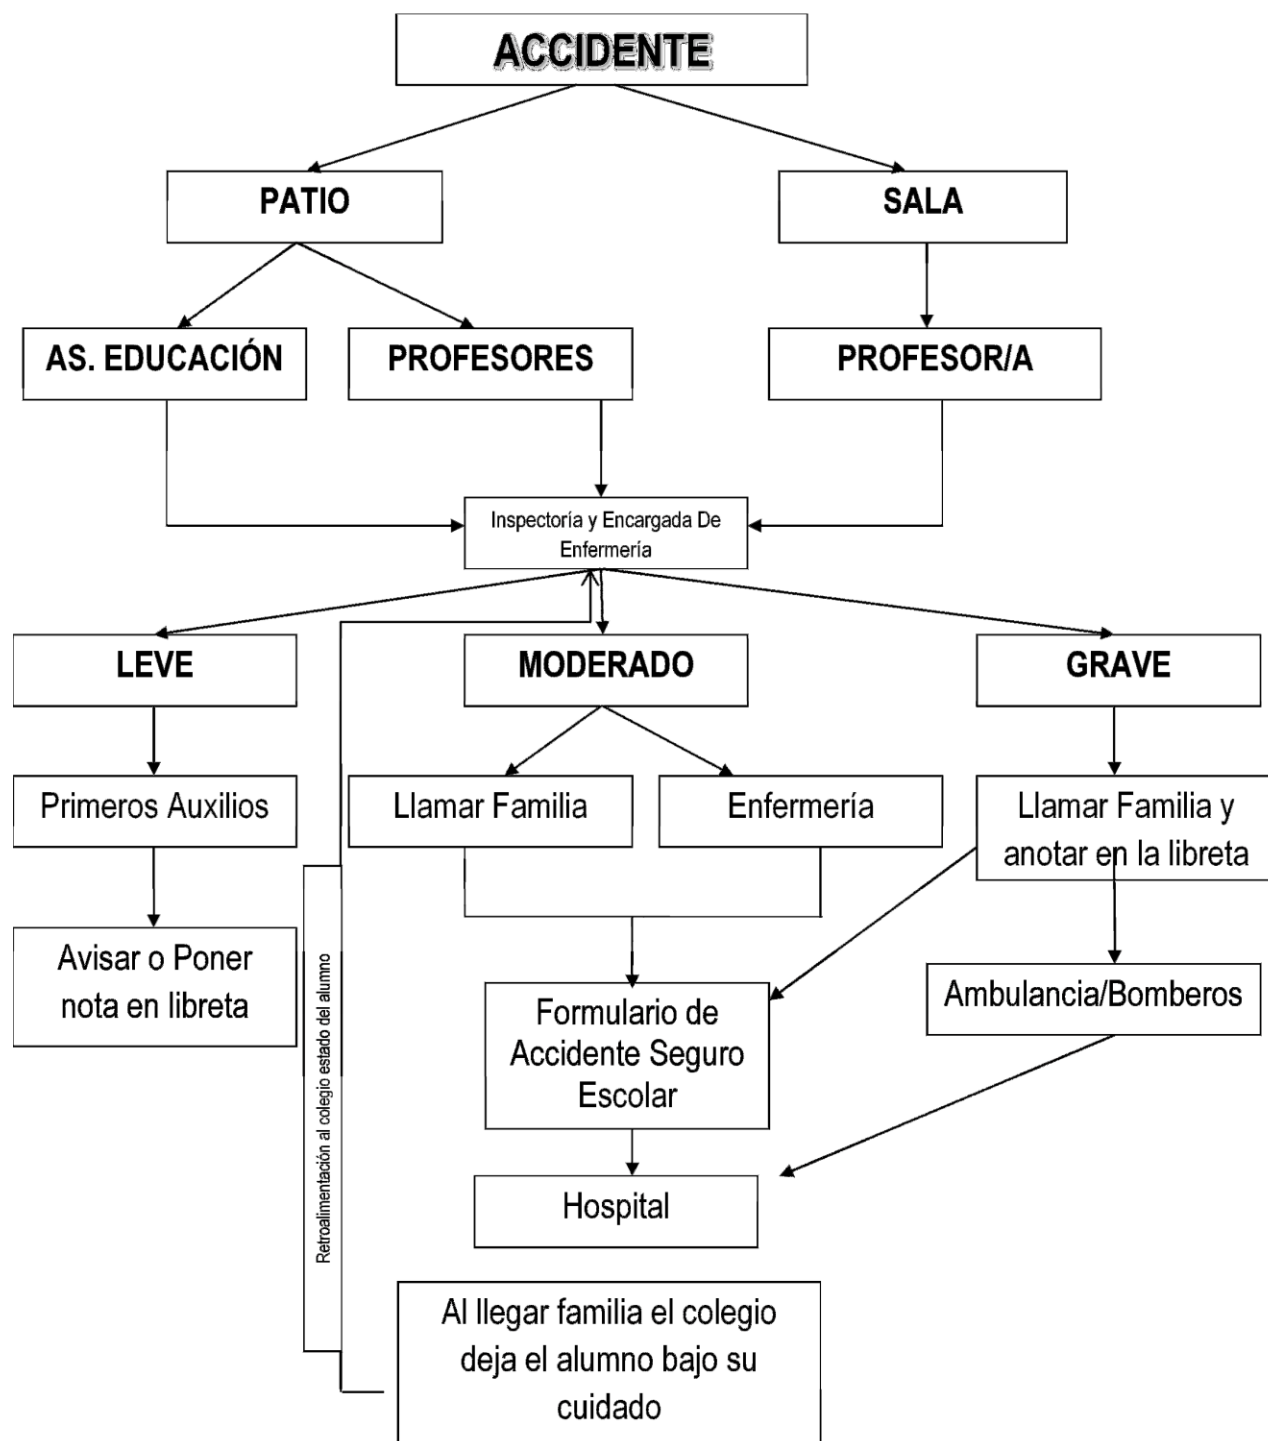 ACCIDENTE
PATIO
SALA
AS. EDUCACIÓN
PROFESORES
PROFESOR/A
Inspectoría y Encargada De
Enfermería
LEVE
MODERADO
GRAVE
Primeros Auxilios
Llamar Familia
Enfermería
Llamar Familia y
anotar en la libreta
Avisar o Poner
nota en libreta
Retroalimentación al colegio estado del alumno
Formulario de
Accidente Seguro
Escolar
Ambulancia/Bomberos
Hospital
Al llegar familia el colegio
deja el alumno bajo su
cuidado